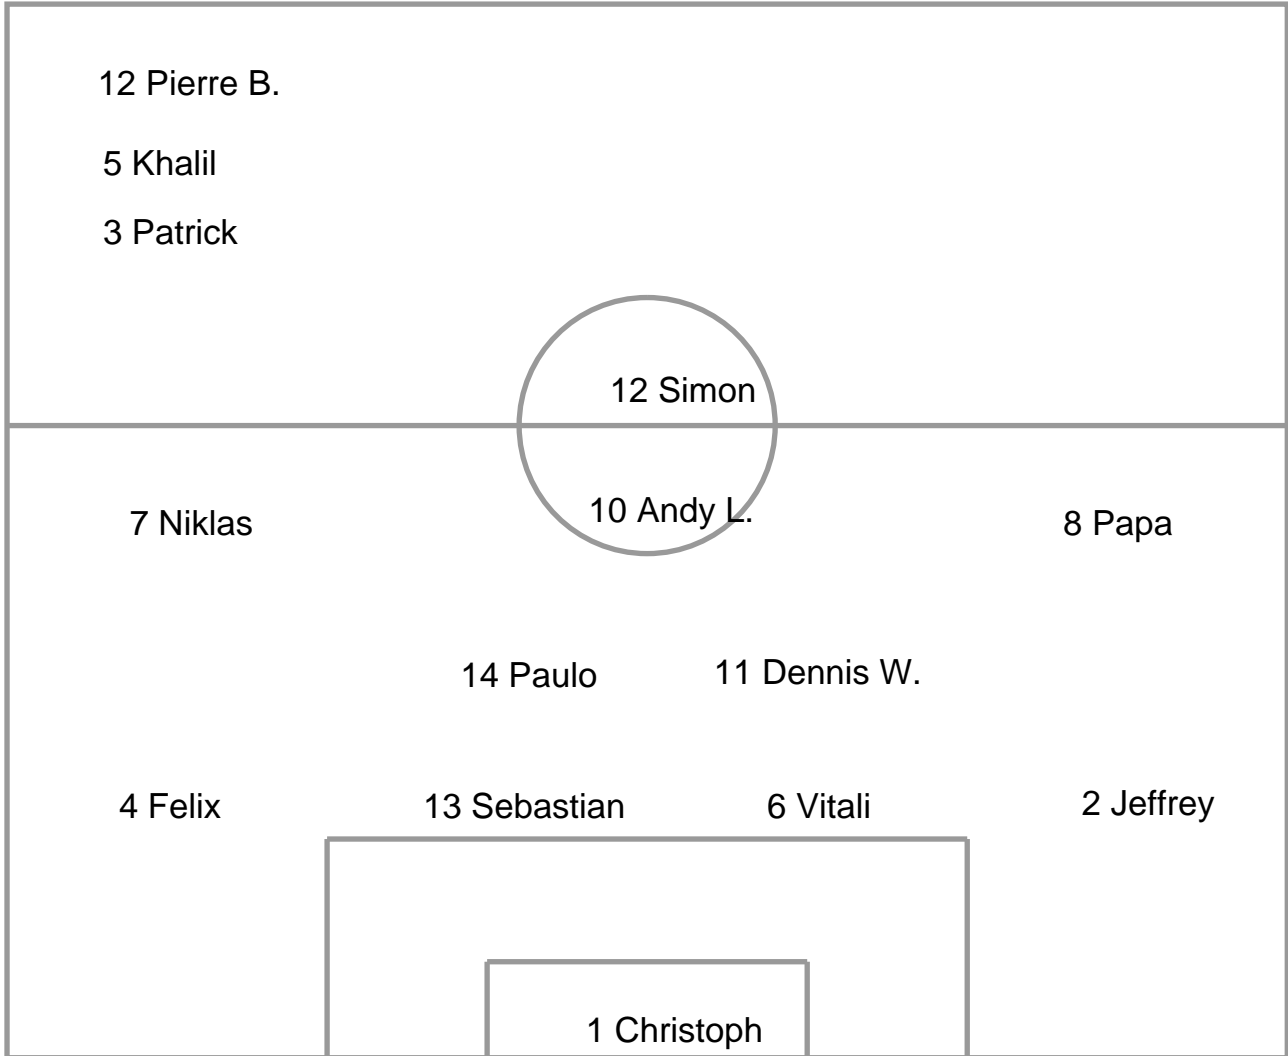 12 Pierre B.
5 Khalil
3 Patrick
12 Simon
10 Andy L.
7 Niklas
8 Papa
14 Paulo
11 Dennis W.
4 Felix
13 Sebastian
6 Vitali
2 Jeffrey
1 Christoph